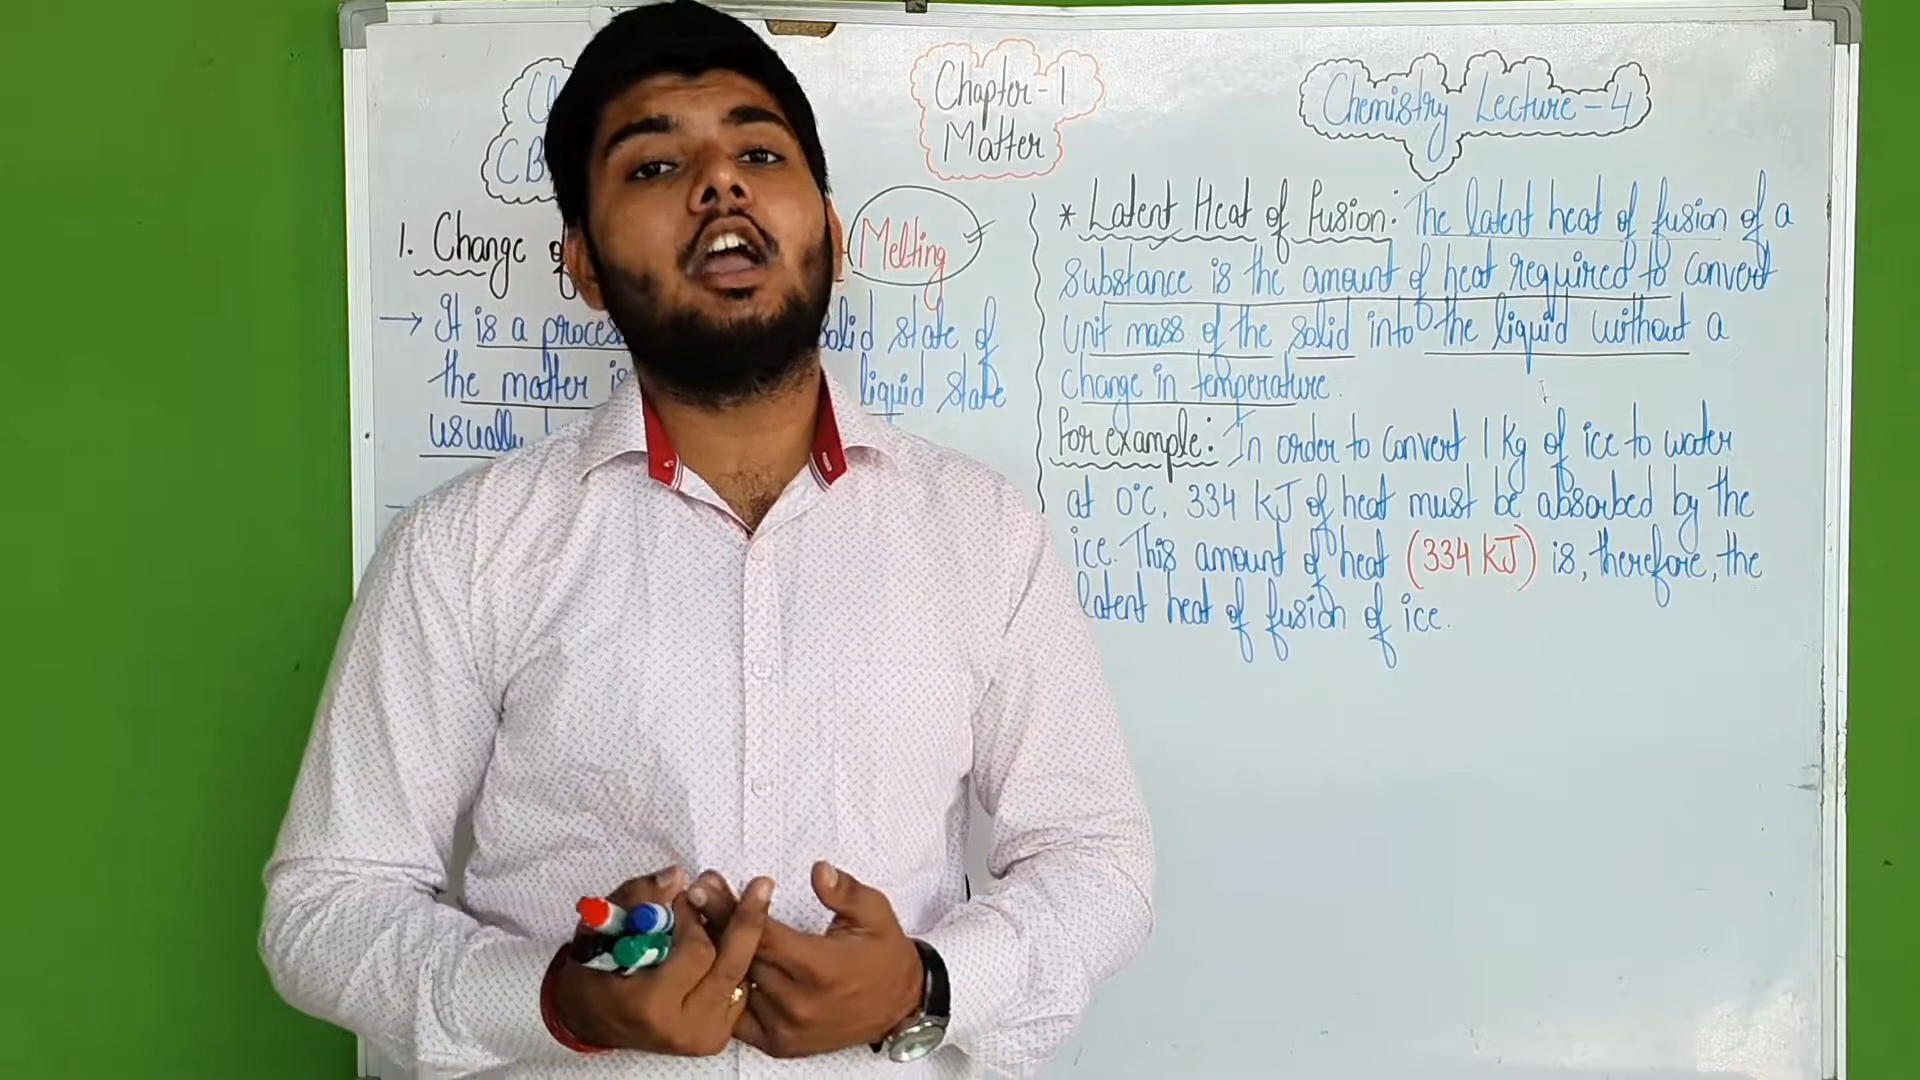 CB
Chapter-1
Matter
Chemistry Lecture-4
1. Change of
Melting
→ It is a process solid state of
the matter is liquid state
usually
* Latent Heat of Fusion: The latent heat of fusion of a
substance is the amount of heat required to convert
unit mass of the solid into the liquid without a
change in temperature.
For example: In order to convert 1 kg of ice to water
at 0°C, 334 kJ of heat must be absorbed by the
ice. This amount of heat (334 kJ) is, therefore, the
latent heat of fusion of ice.